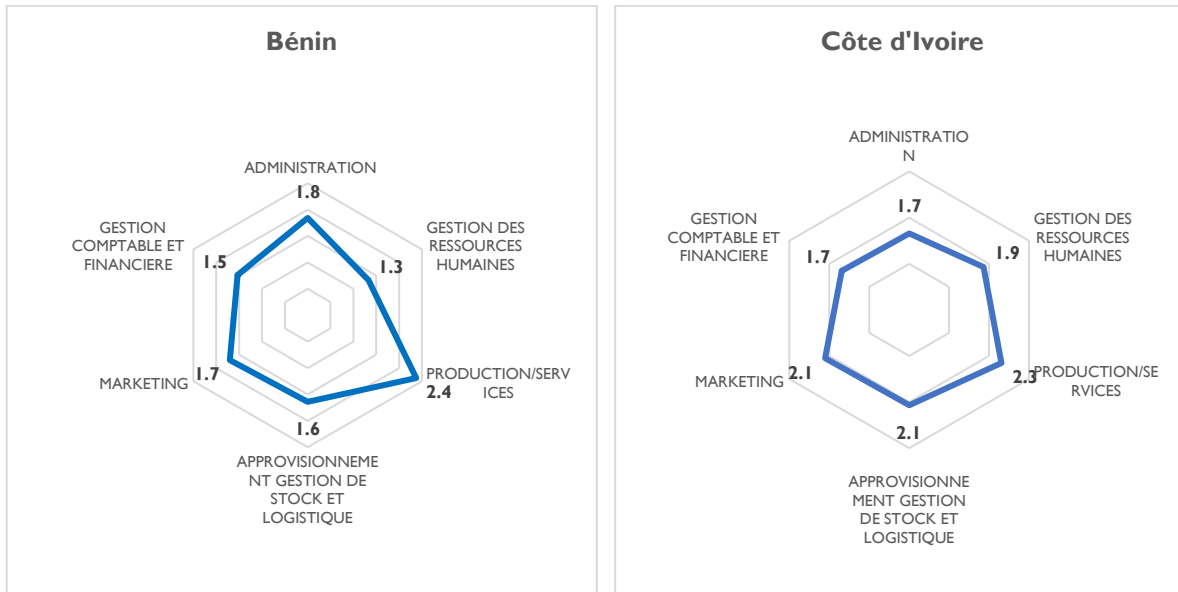 Bénin
ADMINISTRATION
1.8
GESTION DES
RESSOURCES
HUMAINES
1.3
PRODUCTION/SERV
ICES
2.4
1.6
APPROVISIONNEME
NT GESTION DE
STOCK ET
LOGISTIQUE
MARKETING
1.7
GESTION
COMPTABLE ET
FINANCIERE
1.5
Côte d'Ivoire
ADMINISTRATIO
N
1.7
GESTION DES
RESSOURCES
HUMAINES
1.9
PRODUCTION/SE
RVICES
2.3
2.1
APPROVISIONNE
MENT GESTION
DE STOCK ET
LOGISTIQUE
MARKETING
2.1
GESTION
COMPTABLE ET
FINANCIERE
1.7